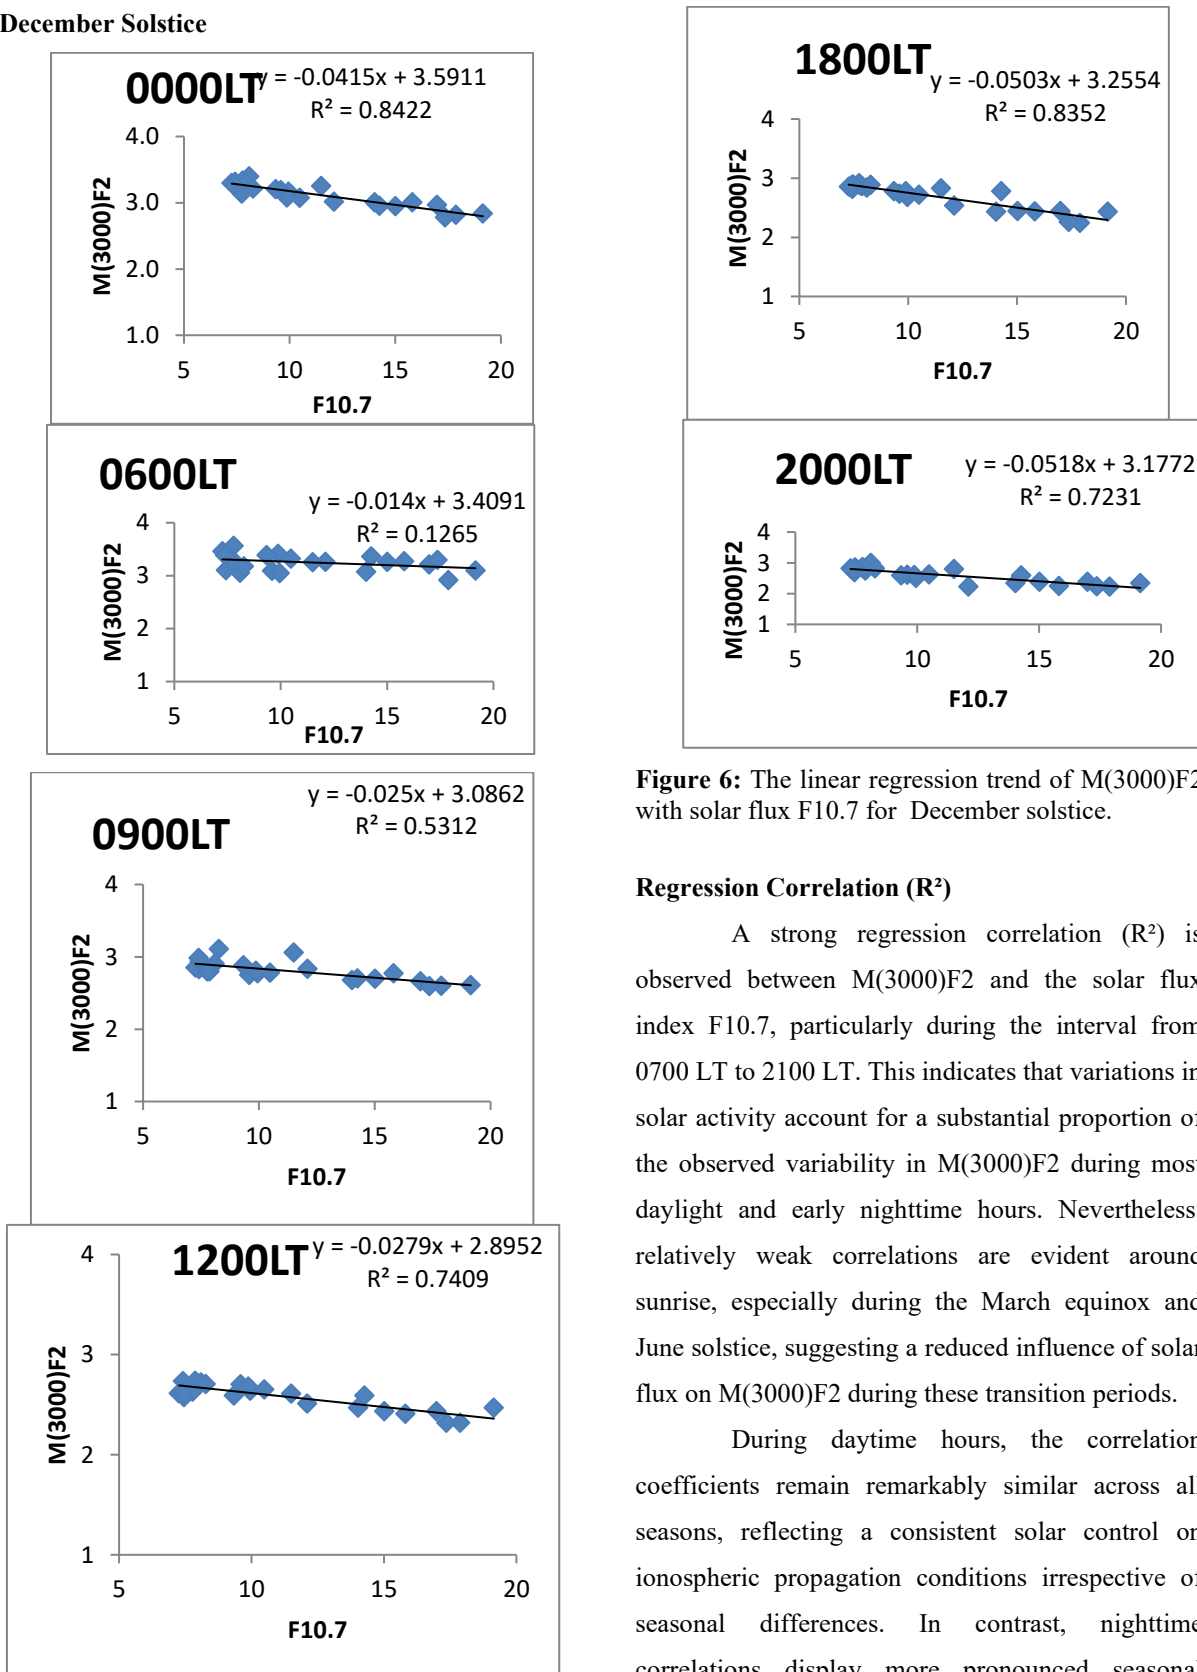 December Solstice
0000LT
y = -0.0415x + 3.5911
R² = 0.8422
4.0
3.0
2.0
1.0
M(3000)F2
5 10 15 20
F10.7
0600LT
y = -0.014x + 3.4091
R² = 0.1265
4
3
2
1
M(3000)F2
5 10 15 20
F10.7
0900LT
y = -0.025x + 3.0862
R² = 0.5312
4
3
2
1
M(3000)F2
5 10 15 20
F10.7
1200LT
y = -0.0279x + 2.8952
R² = 0.7409
4
3
2
1
M(3000)F2
5 10 15 20
F10.7
1800LT
y = -0.0503x + 3.2554
R² = 0.8352
4
3
2
1
M(3000)F2
5 10 15 20
F10.7
2000LT
y = -0.0518x + 3.1772
R² = 0.7231
4
3
2
1
M(3000)F2
5 10 15 20
F10.7
Figure 6: The linear regression trend of M(3000)F2
with solar flux F10.7 for December solstice.
Regression Correlation (R²)
A strong regression correlation (R²) is
observed between M(3000)F2 and the solar flux
index F10.7, particularly during the interval from
0700 LT to 2100 LT. This indicates that variations in
solar activity account for a substantial proportion of
the observed variability in M(3000)F2 during most
daylight and early nighttime hours. Nevertheless,
relatively weak correlations are evident around
sunrise, especially during the March equinox and
June solstice, suggesting a reduced influence of solar
flux on M(3000)F2 during these transition periods.
During daytime hours, the correlation
coefficients remain remarkably similar across all
seasons, reflecting a consistent solar control on
ionospheric propagation conditions irrespective of
seasonal differences. In contrast, nighttime
correlations display more pronounced seasonal